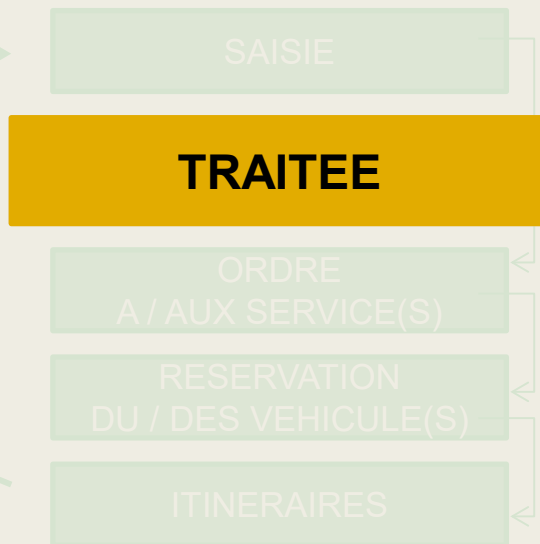 SAISIE
TRAITEE
ORDRE
A / AUX SERVICE(S)
RESERVATION
DU / DES VEHICULE(S)
ITINERAIRES